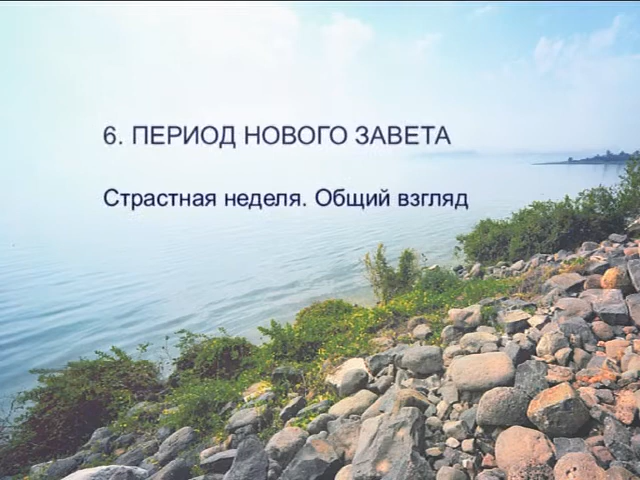 6. ПЕРИОД НОВОГО ЗАВЕТА
Страстная неделя. Общий взгляд